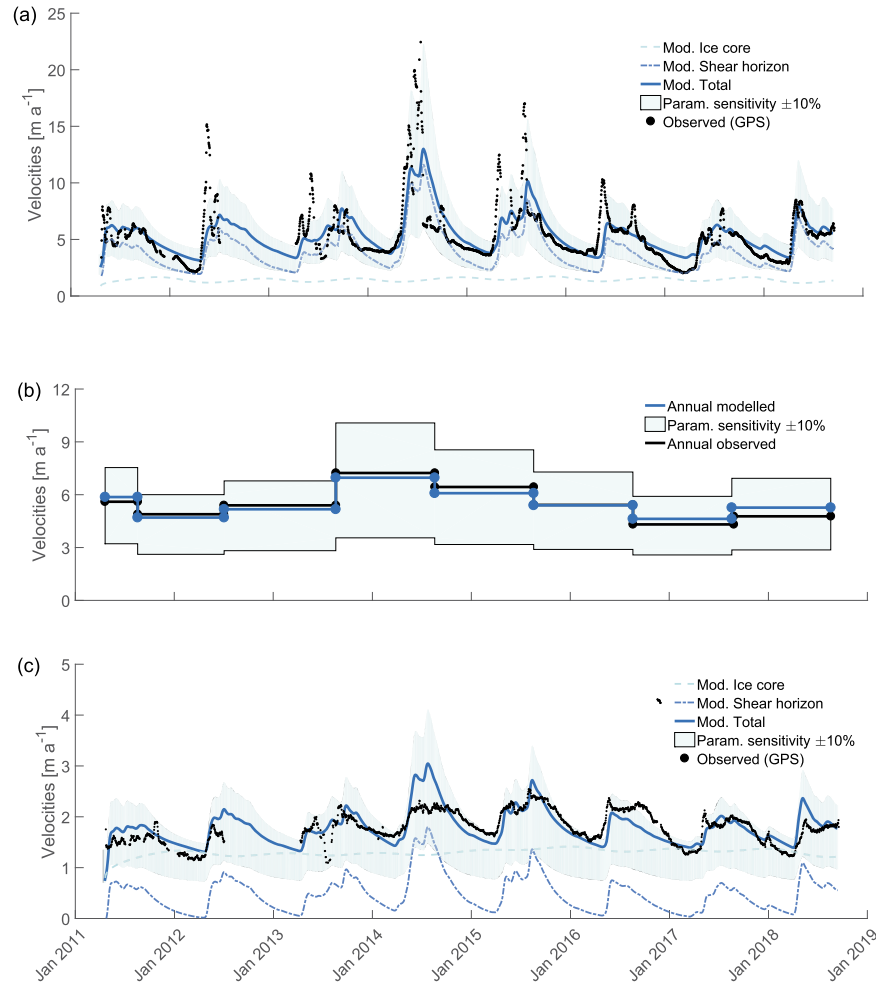 (a)
25
20
15
10
5
0
Velocities [m a⁻¹]
Mod. Ice core
Mod. Shear horizon
Mod. Total
Param. sensitivity ±10%
Observed (GPS)
(b)
12
9
6
3
0
Velocities [m a⁻¹]
Annual modelled
Param. sensitivity ±10%
Annual observed
(c)
5
4
3
2
1
0
Velocities [m a⁻¹]
Mod. Ice core
Mod. Shear horizon
Mod. Total
Param. sensitivity ±10%
Observed (GPS)
Jan 2011
Jan 2012
Jan 2013
Jan 2014
Jan 2015
Jan 2016
Jan 2017
Jan 2018
Jan 2019